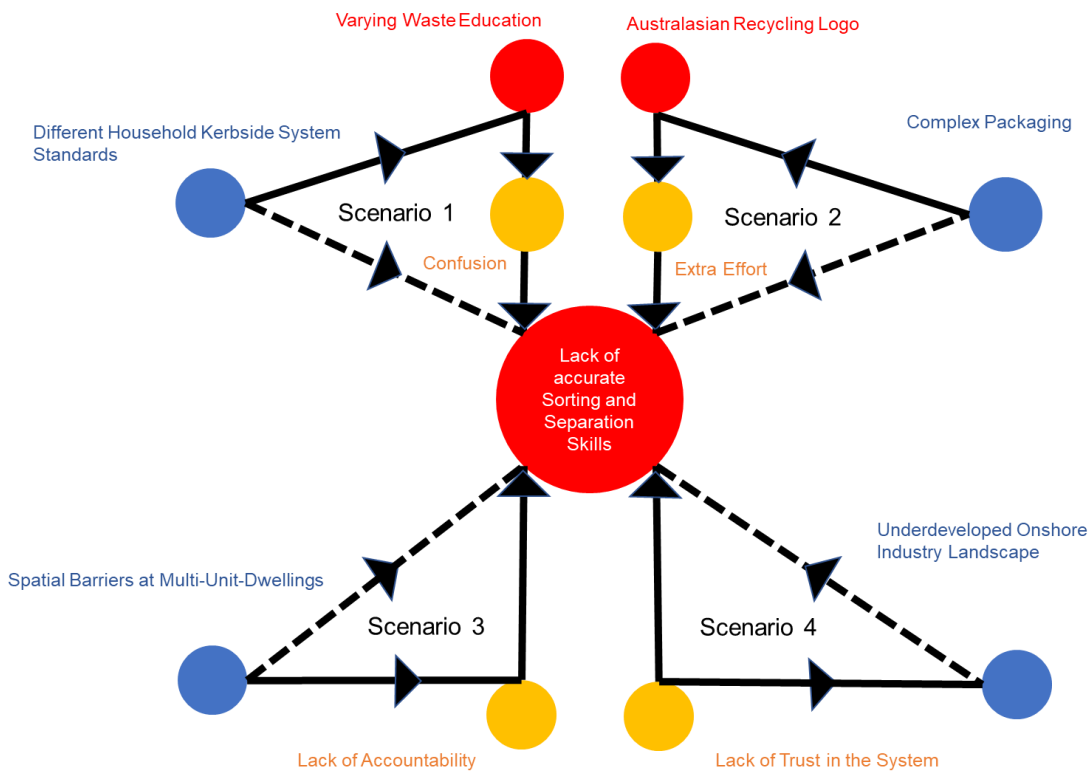 Varying Waste Education
Australasian Recycling Logo
Different Household Kerbside System
Standards
Complex Packaging
Scenario 1
Scenario 2
Confusion
Extra Effort
Lack of
accurate
Sorting and
Separation
Skills
Underdeveloped Onshore
Industry Landscape
Spatial Barriers at Multi-Unit-Dwellings
Scenario 3
Scenario 4
Lack of Accountability
Lack of Trust in the System